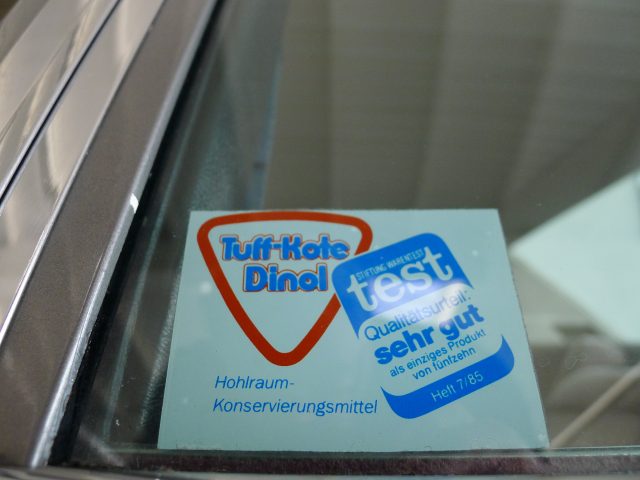 Tuff-Kote
Dinol
STIFTUNG WARENTEST
test
Qualitätsurteil:
sehr gut
als einziges Produkt
von fünfzehn
Heft 7/85
Hohlraum-
Konservierungsmittel